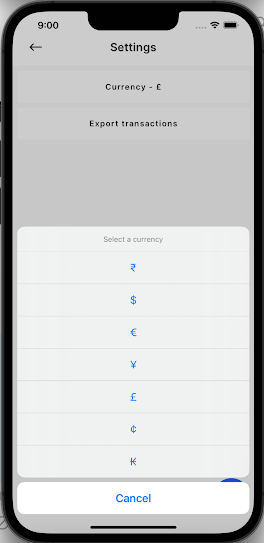 9:00
Settings
Currency - £
Export transactions
Select a currency
₹
$
€
¥
£
¢
₭
Cancel